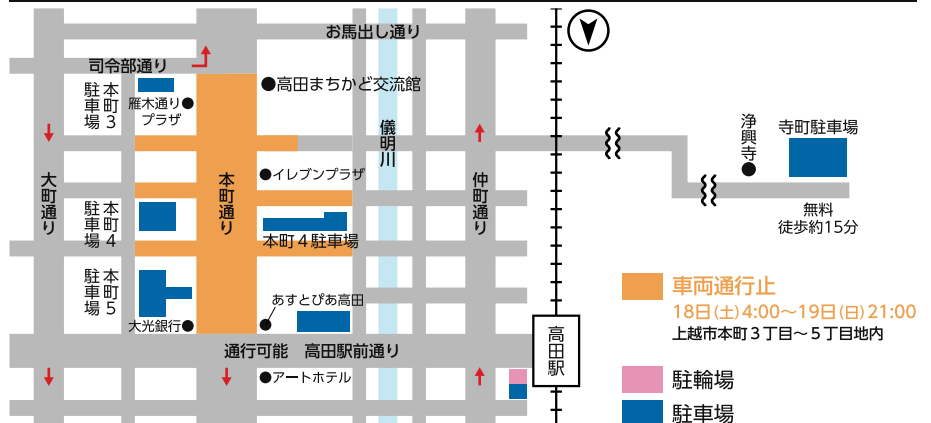 お馬出し通り
司令部通り
高田まちかど交流館
本町3
駐車場
雁木通り
プラザ
儀明川
浄興寺
寺町駐車場
イレブンプラザ
大町通り
本町通り
仲町通り
本町4
駐車場
本町4駐車場
無料
徒歩約15分
本町5
駐車場
大光銀行
あすとぴあ高田
車両通行止
18日(土)4:00〜19日(日)21:00
上越市本町3丁目〜5丁目地内
高田駅
通行可能 高田駅前通り
アートホテル
駐輪場
駐車場